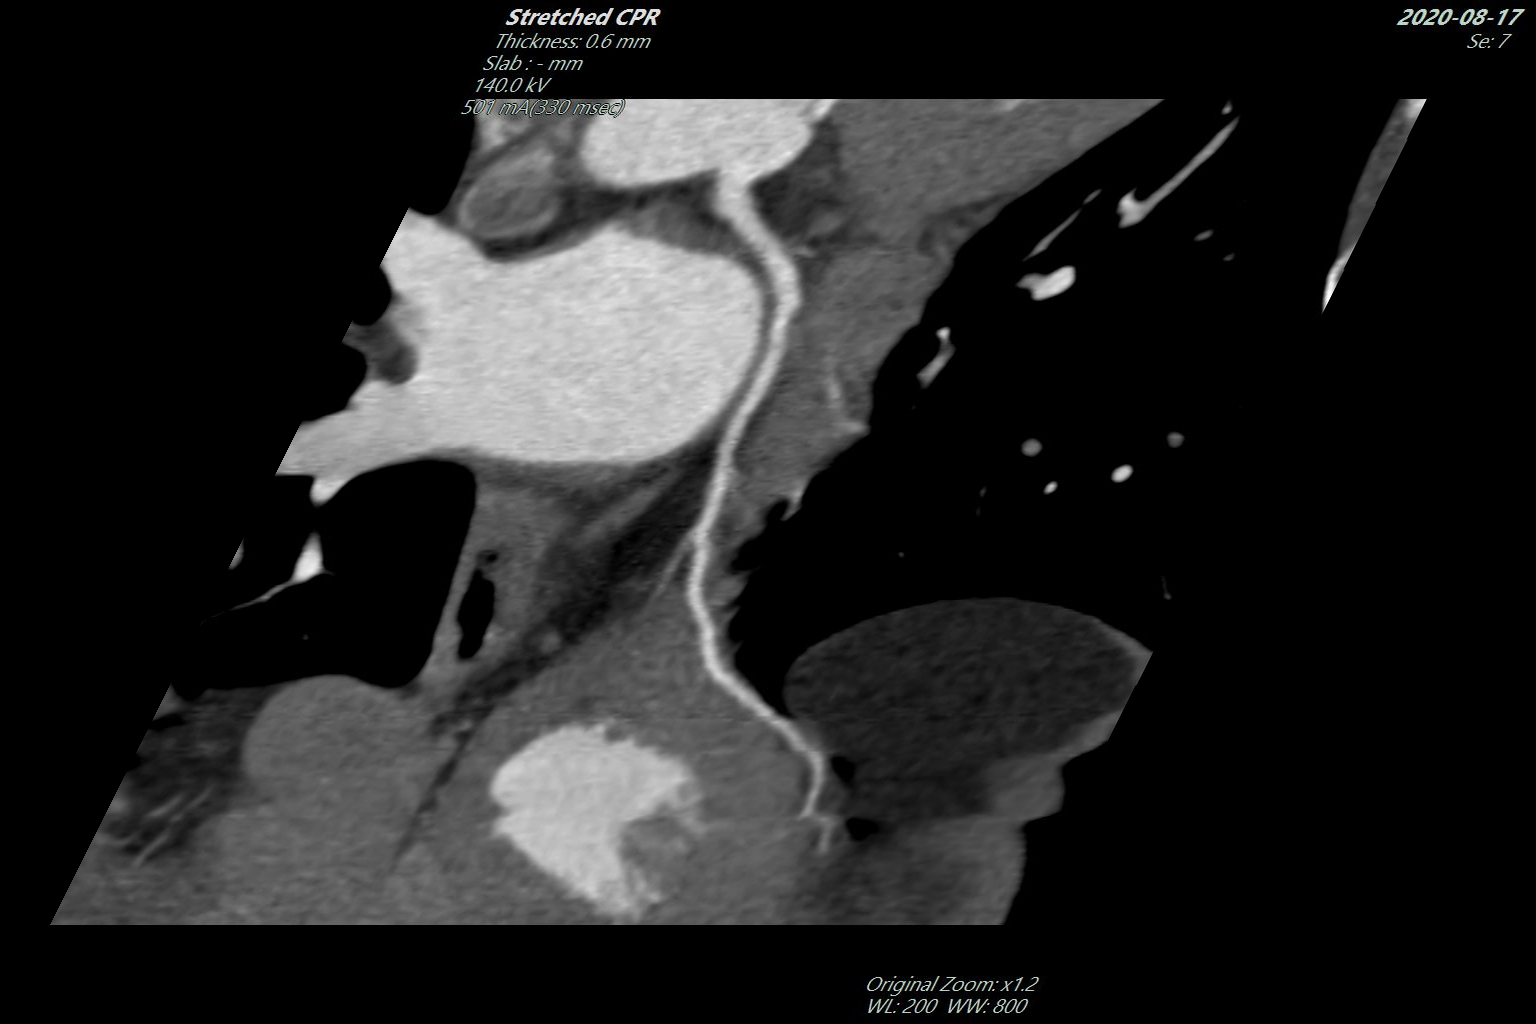 Stretched CPR
Thickness: 0.6 mm
Slab : - mm
140.0 kV
501 mA(330 msec)
2020-08-17
Se: 7
Original Zoom: x1.2
WL: 200 WW: 800